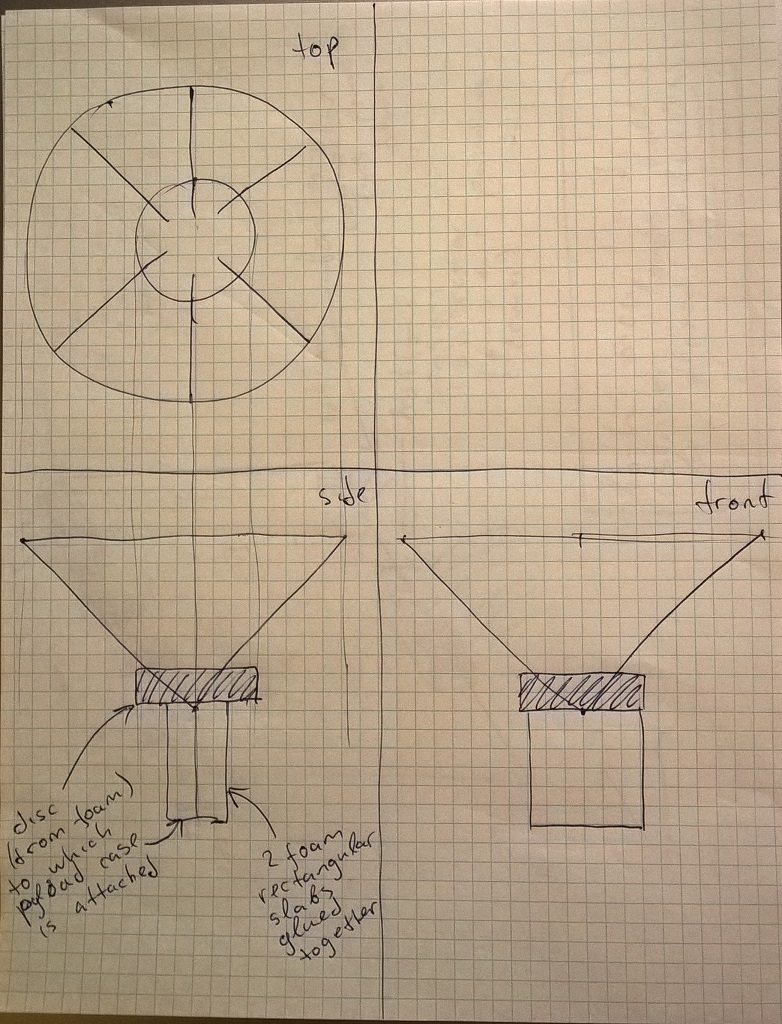 top
side
front
disc
(from foam)
to which
payload case
is attached
2 foam
rectangular
slabs
glued
together